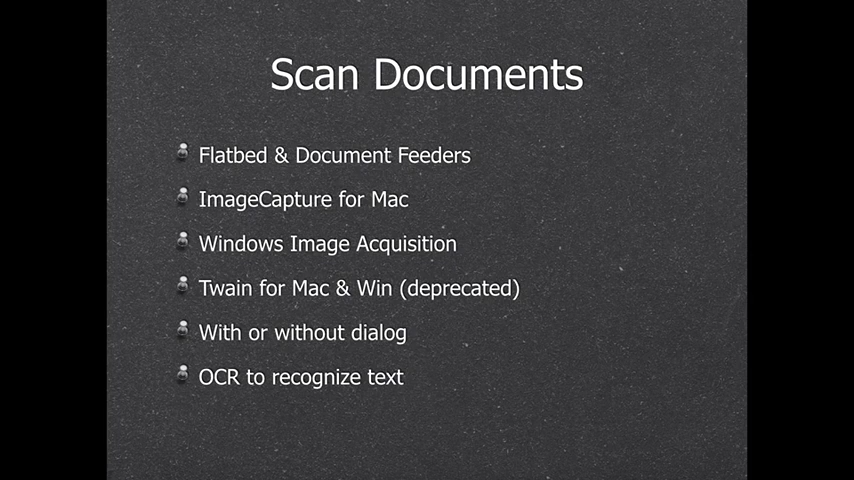 Scan Documents
Flatbed & Document Feeders
ImageCapture for Mac
Windows Image Acquisition
Twain for Mac & Win (deprecated)
With or without dialog
OCR to recognize text